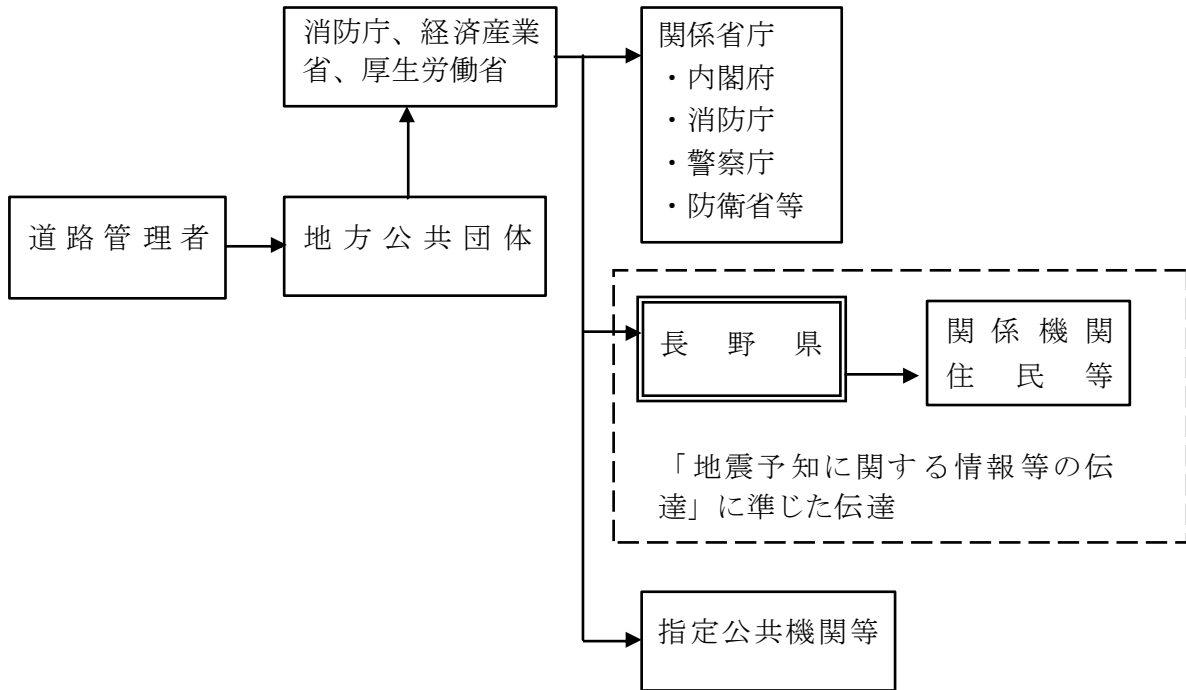 消防庁、経済産業
省、厚生労働省
関係省庁
・内閣府
・消防庁
・警察庁
・防衛省等
道路管理者
地方公共団体
長野県
関係機関
住民等
「地震予知に関する情報等の伝
達」に準じた伝達
指定公共機関等